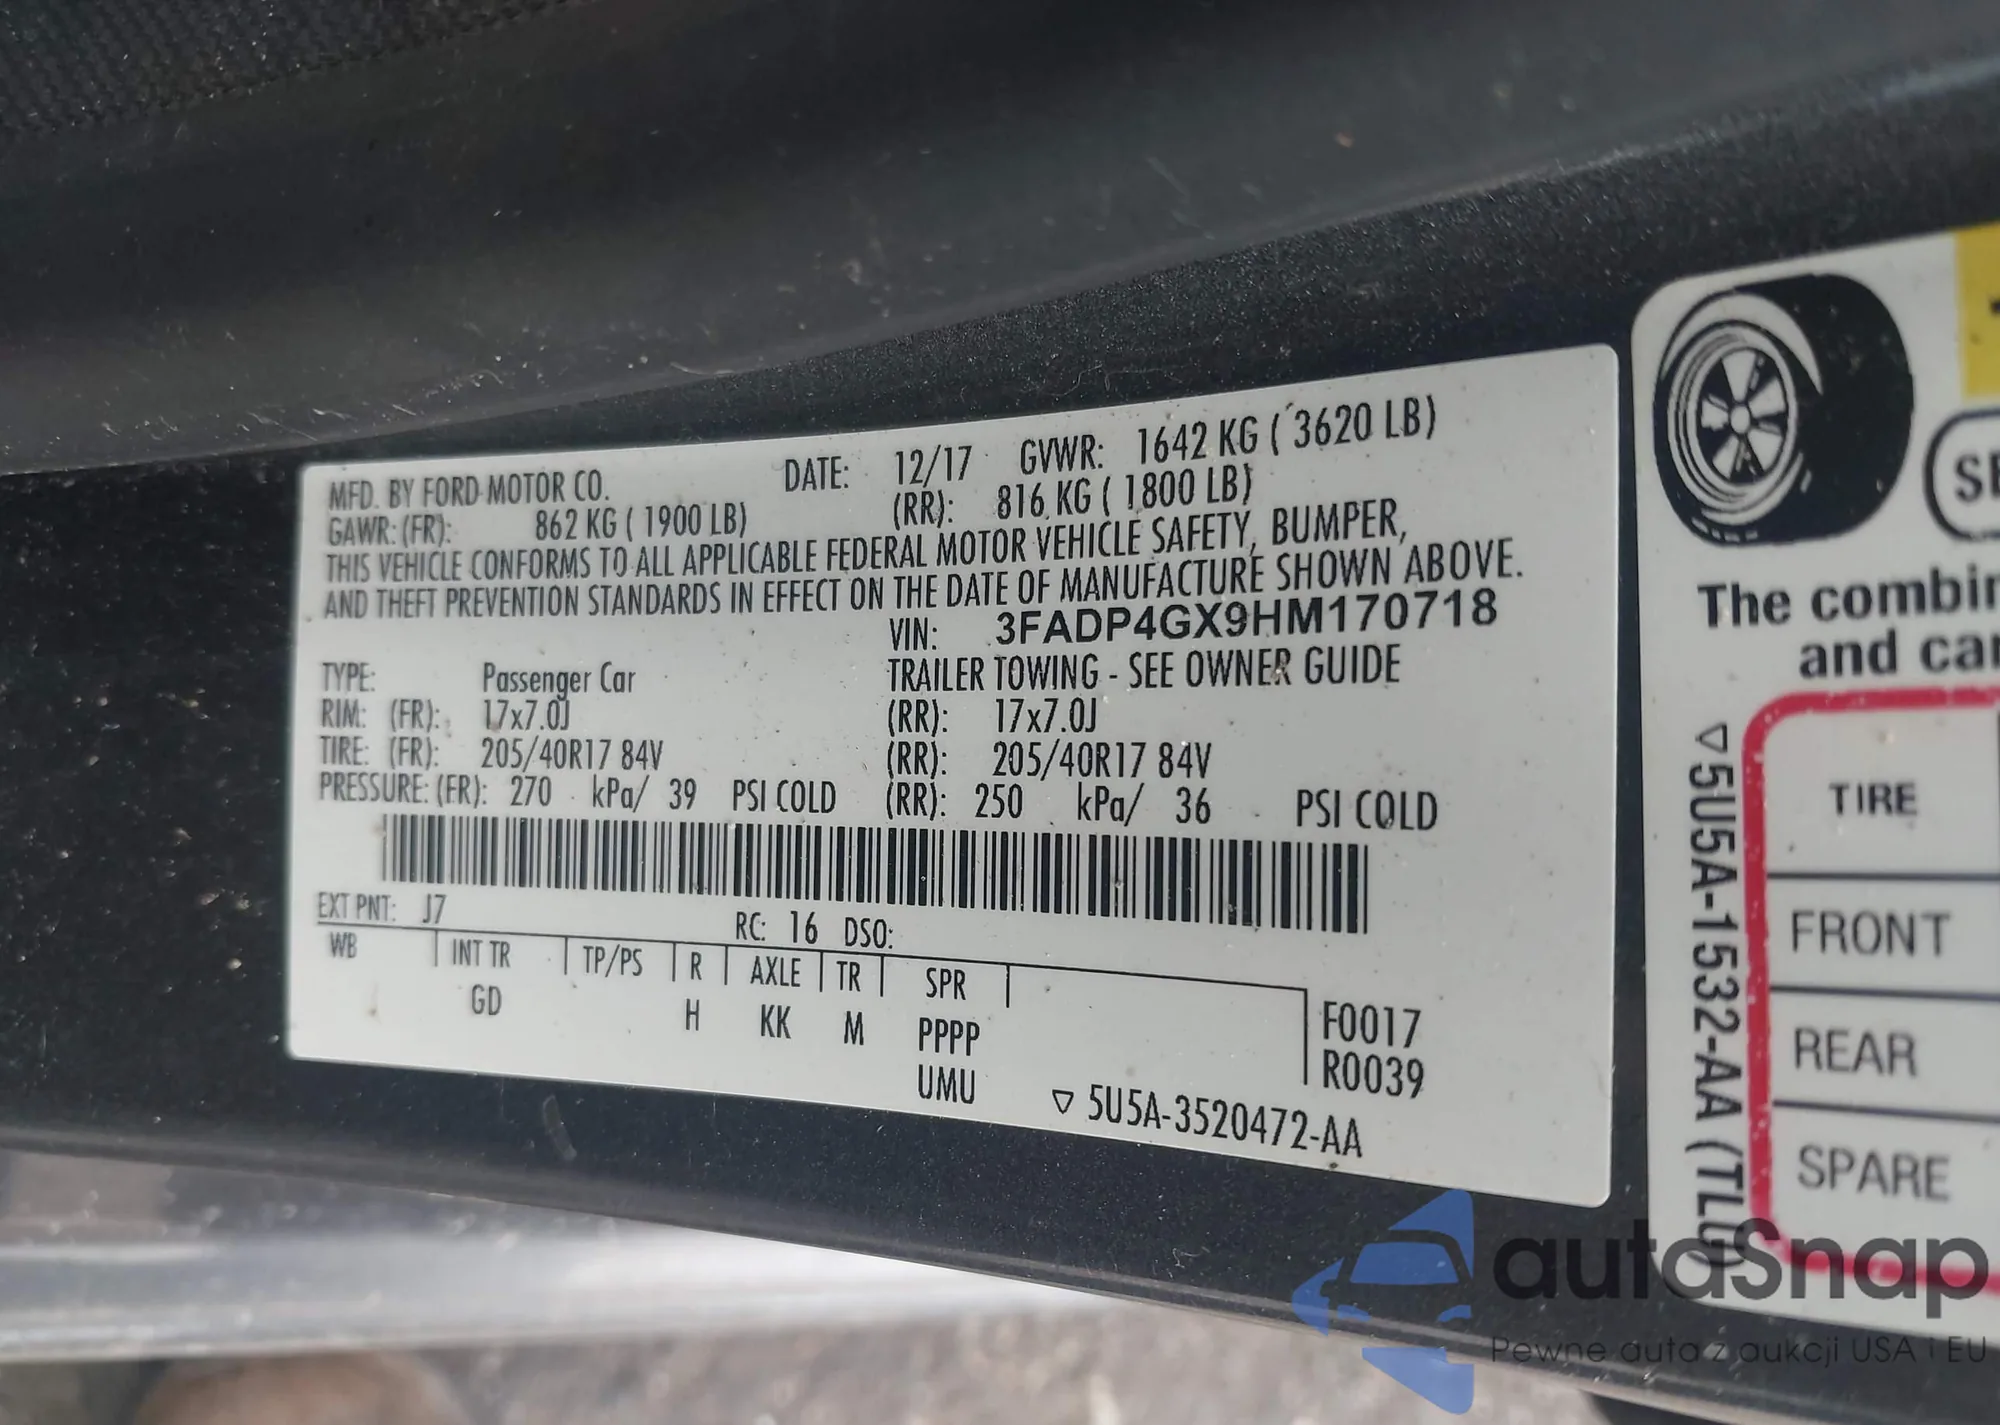 MFD. BY FORD MOTOR CO. DATE: 12/17 GVWR: 1642 KG ( 3620 LB)
GAWR: (FR): 862 KG ( 1900 LB) (RR): 816 KG ( 1800 LB)
THIS VEHICLE CONFORMS TO ALL APPLICABLE FEDERAL MOTOR VEHICLE SAFETY, BUMPER,
AND THEFT PREVENTION STANDARDS IN EFFECT ON THE DATE OF MANUFACTURE SHOWN ABOVE.
VIN: 3FADP4GX9HM170718
TYPE: Passenger Car TRAILER TOWING - SEE OWNER GUIDE
RIM: (FR): 17x7.0J (RR): 17x7.0J
TIRE: (FR): 205/40R17 84V (RR): 205/40R17 84V
PRESSURE: (FR): 270 kPa/ 39 PSI COLD (RR): 250 kPa/ 36 PSI COLD
EXT PNT: J7 RC: 16 DSO:
WB INT TR TP/PS R AXLE TR SPR
GD H KK M PPPP F0017
UMU R0039
▽ 5U5A-3520472-AA
SE
The combin
and car
▽5U5A-1532-AA (TLG)
TIRE
FRONT
REAR
SPARE
autoSnap
Pewne auta z aukcji USA i EU